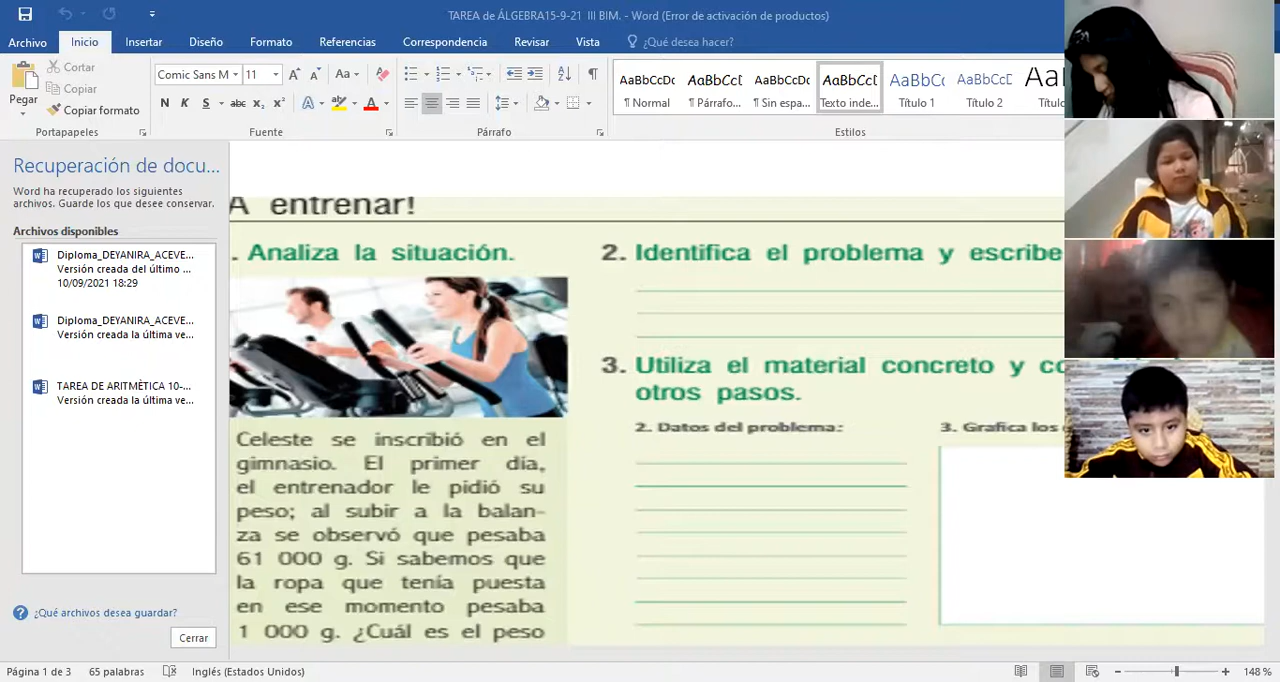 TAREA de ÁLGEBRA15-9-21 III BIM. - Word (Error de activación de productos)
Archivo Inicio Insertar Diseño Formato Referencias Correspondencia Revisar Vista ¿Qué desea hacer?
Pegar
Cortar
Copiar
Copiar formato
Portapapeles
Comic Sans M 11
Fuente
Párrafo
AaBbCcDc AaBbCcI AaBbCcDc AaBbCcI AaBbCc AaBbCcD Aa
¶ Normal ¶ Párrafo... ¶ Sin espa... Texto inde... Título 1 Título 2
Estilos
Recuperación de docu...
Word ha recuperado los siguientes
archivos. Guarde los que desee conservar.
Archivos disponibles
Diploma_DEYANIRA_ACEVE...
Versión creada del último ...
10/09/2021 18:29
Diploma_DEYANIRA_ACEVE...
Versión creada la última ve...
TAREA DE ARITMÈTICA 10-...
Versión creada la última ve...
¿Qué archivos desea guardar?
Cerrar
A entrenar!
. Analiza la situación.
Celeste se inscribió en el
gimnasio. El primer día,
el entrenador le pidió su
peso; al subir a la balan-
za se observó que pesaba
61 000 g. Si sabemos que
la ropa que tenía puesta
en ese momento pesaba
1 000 g. ¿Cuál es el peso
2. Identifica el problema y escribe
3. Utiliza el material concreto y co
otros pasos.
2. Datos del problema:
3. Grafica los
Página 1 de 3 65 palabras Inglés (Estados Unidos) 148 %